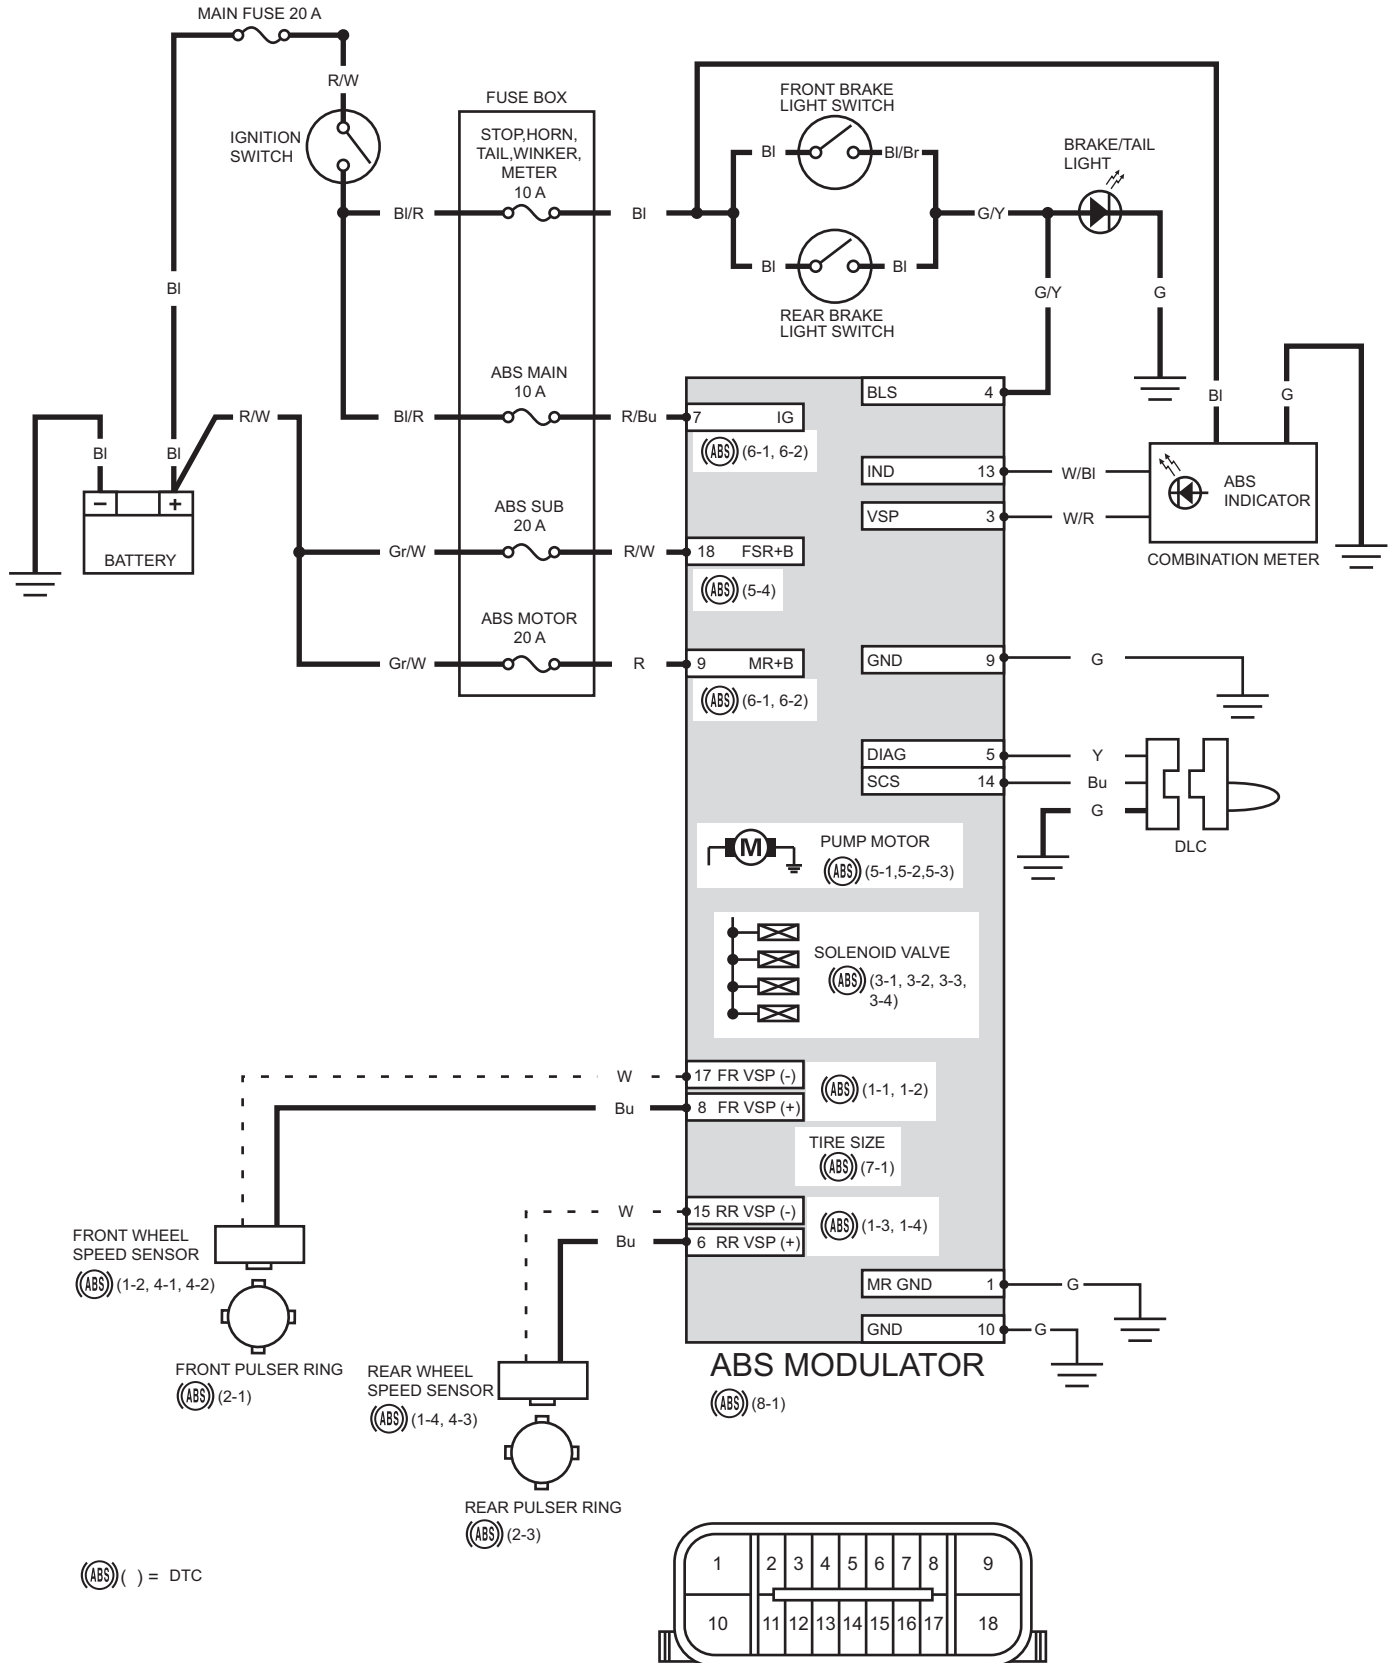 MAIN FUSE 20 A
R/W
IGNITION
SWITCH
FUSE BOX
STOP,HORN,
TAIL,WINKER,
METER
10 A
Bl/R
Bl
FRONT BRAKE
LIGHT SWITCH
Bl
Bl/Br
BRAKE/TAIL
LIGHT
G/Y
Bl
Bl
REAR BRAKE
LIGHT SWITCH
G/Y
G
Bl
ABS MAIN
10 A
Bl/R
R/Bu
7 IG
ABS (6-1, 6-2)
BLS 4
Bl
G
R/W
Bl
Bl
- +
BATTERY
IND 13
W/Bl
VSP 3
W/R
ABS
INDICATOR
COMBINATION METER
ABS SUB
20 A
Gr/W
R/W
18 FSR+B
ABS (5-4)
ABS MOTOR
20 A
Gr/W
R
9 MR+B
ABS (6-1, 6-2)
GND 9
G
DIAG 5
Y
SCS 14
Bu
G
DLC
M
PUMP MOTOR
ABS (5-1,5-2,5-3)
SOLENOID VALVE
ABS (3-1, 3-2, 3-3,
3-4)
W
17 FR VSP (-)
Bu
8 FR VSP (+)
ABS (1-1, 1-2)
TIRE SIZE
ABS (7-1)
W
15 RR VSP (-)
Bu
6 RR VSP (+)
ABS (1-3, 1-4)
FRONT WHEEL
SPEED SENSOR
ABS (1-2, 4-1, 4-2)
MR GND 1
G
GND 10
G
FRONT PULSER RING
ABS (2-1)
REAR WHEEL
SPEED SENSOR
ABS (1-4, 4-3)
ABS MODULATOR
ABS (8-1)
REAR PULSER RING
ABS (2-3)
ABS ( ) = DTC
1 2 3 4 5 6 7 8 9
10 11 12 13 14 15 16 17 18